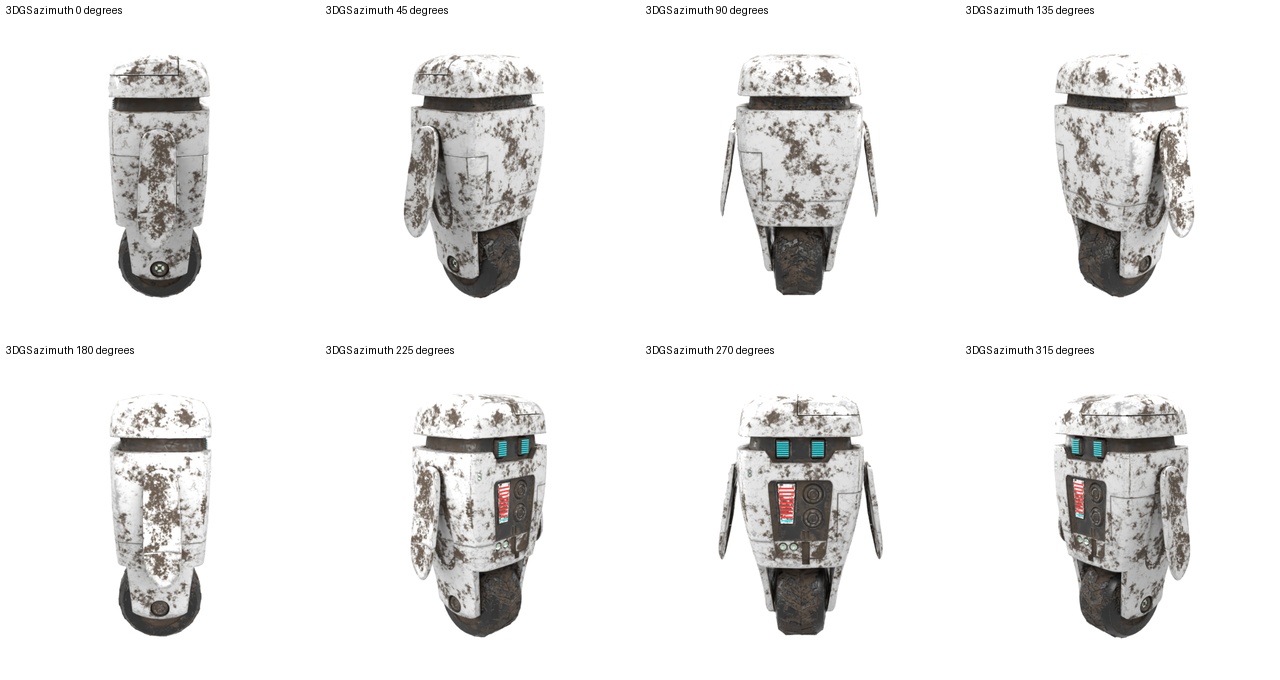 3DGSazimuth 0 degrees
3DGSazimuth 45 degrees
3DGSazimuth 90 degrees
3DGSazimuth 135 degrees
3DGSazimuth 180 degrees
3DGSazimuth 225 degrees
3DGSazimuth 270 degrees
3DGSazimuth 315 degrees